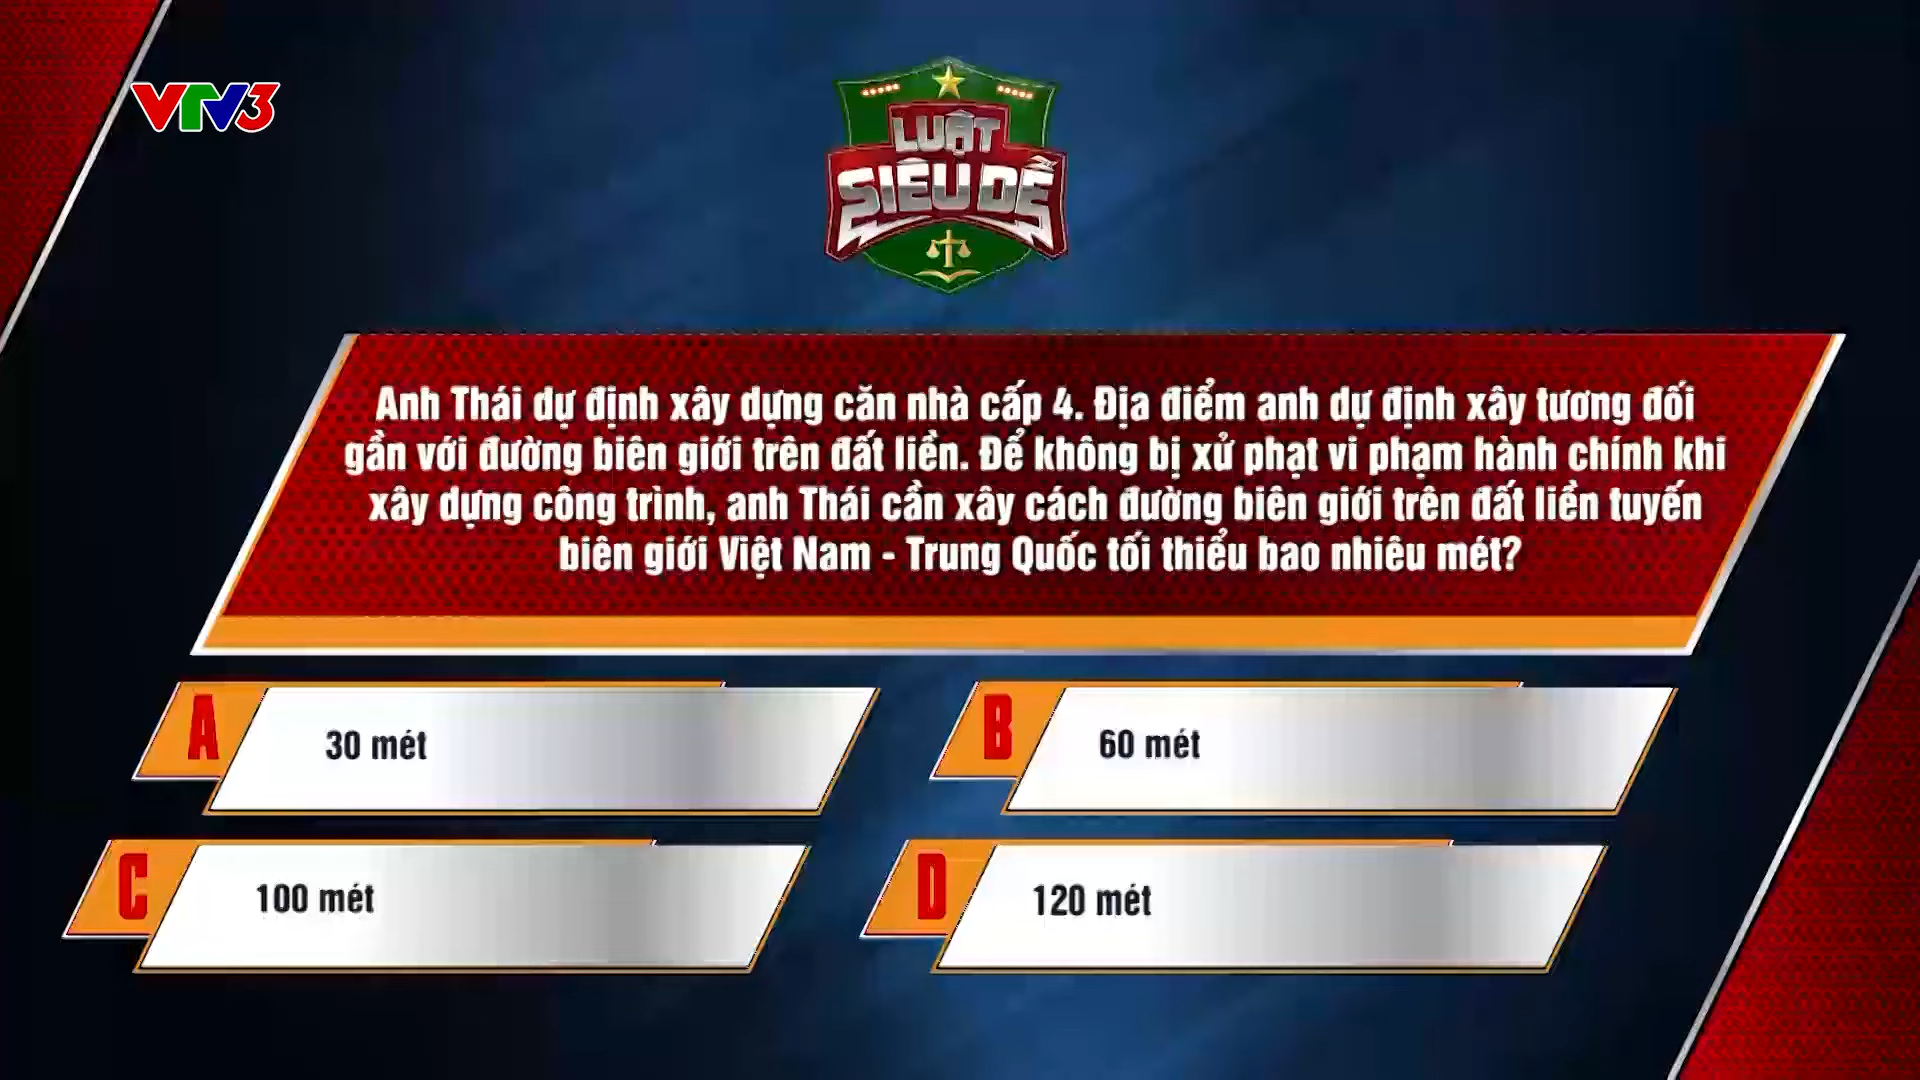 VTV3
LUẬT
SIÊU DỄ
Anh Thái dự định xây dựng căn nhà cấp 4. Địa điểm anh dự định xây tương đối
gần với đường biên giới trên đất liền. Để không bị xử phạt vi phạm hành chính khi
xây dựng công trình, anh Thái cần xây cách đường biên giới trên đất liền tuyến
biên giới Việt Nam - Trung Quốc tối thiểu bao nhiêu mét?
A 30 mét
B 60 mét
C 100 mét
D 120 mét